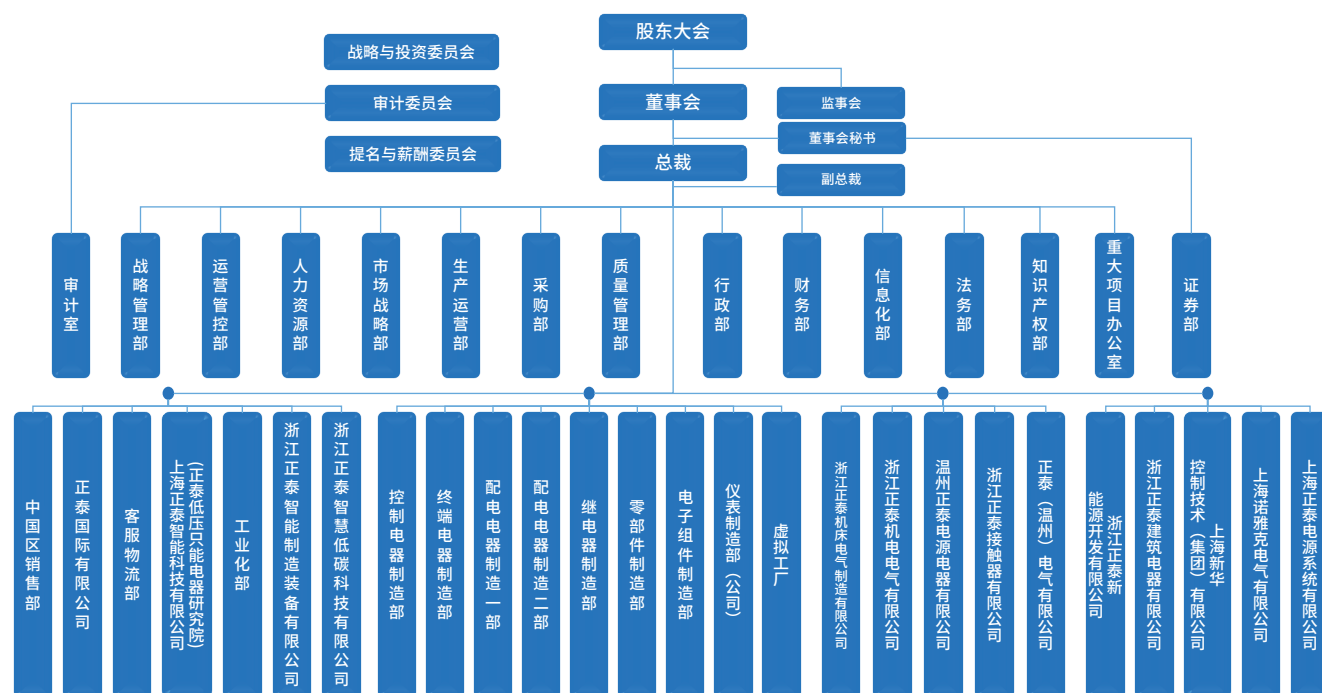 股东大会
战略与投资委员会
董事会
审计委员会
监事会
董事会秘书
提名与薪酬委员会
总裁
副总裁
审计室
战略管理部
运营管控部
人力资源部
市场战略部
生产运营部
采购部
质量管理部
行政部
财务部
信息化部
法务部
知识产权部
重大项目办公室
证券部
中国区销售部
正泰国际有限公司
客服物流部
(正泰低压只能电器研究院)
上海正泰智能科技有限公司
工业化部
浙江正泰智能制造装备有限公司
浙江正泰智慧低碳科技有限公司
控制电器制造部
终端电器制造部
配电电器制造一部
配电电器制造二部
继电器制造部
零部件制造部
电子组件制造部
仪表制造部（公司）
虚拟工厂
浙江正泰机床电气制造有限公司
浙江正泰机电电气有限公司
温州正泰电源电器有限公司
浙江正泰接触器有限公司
正泰（温州）电气有限公司
浙江正泰新
能源开发有限公司
浙江正泰建筑电器有限公司
上海新华
控制技术（集团）有限公司
上海诺雅克电气有限公司
上海正泰电源系统有限公司